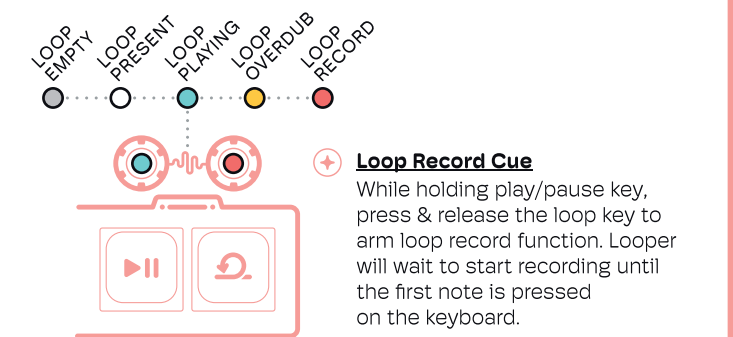 LOOP
EMPTY
LOOP
PRESENT
LOOP
PLAYING
LOOP
OVERDUB
LOOP
RECORD
Loop Record Cue
While holding play/pause key,
press & release the loop key to
arm loop record function. Looper
will wait to start recording until
the first note is pressed
on the keyboard.